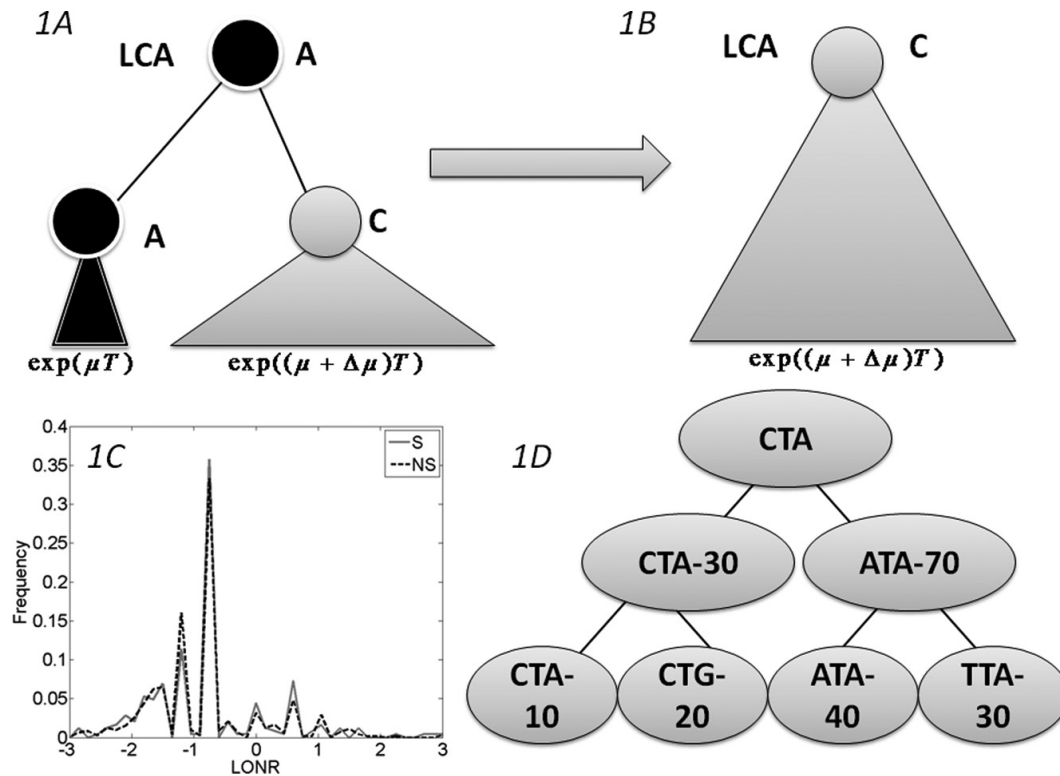 1A
LCA
A
A
C
exp(μT)
exp((μ + Δμ)T)
1B
LCA
C
exp((μ + Δμ)T)
1C
S
NS
0.4
0.35
0.3
0.25
0.2
0.15
0.1
0.05
0
Frequency
-3
-2
-1
0
1
2
3
LONR
1D
CTA
CTA-30
ATA-70
CTA-
10
CTG-
20
ATA-
40
TTA-
30